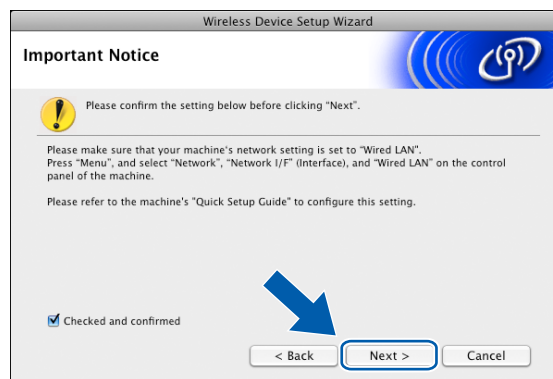 Wireless Device Setup Wizard
Important Notice
Please confirm the setting below before clicking "Next".
Please make sure that your machine's network setting is set to "Wired LAN".
Press "Menu", and select "Network", "Network I/F" (Interface), and "Wired LAN" on the control
panel of the machine.
Please refer to the machine's "Quick Setup Guide" to configure this setting.
Checked and confirmed
< Back
Next >
Cancel